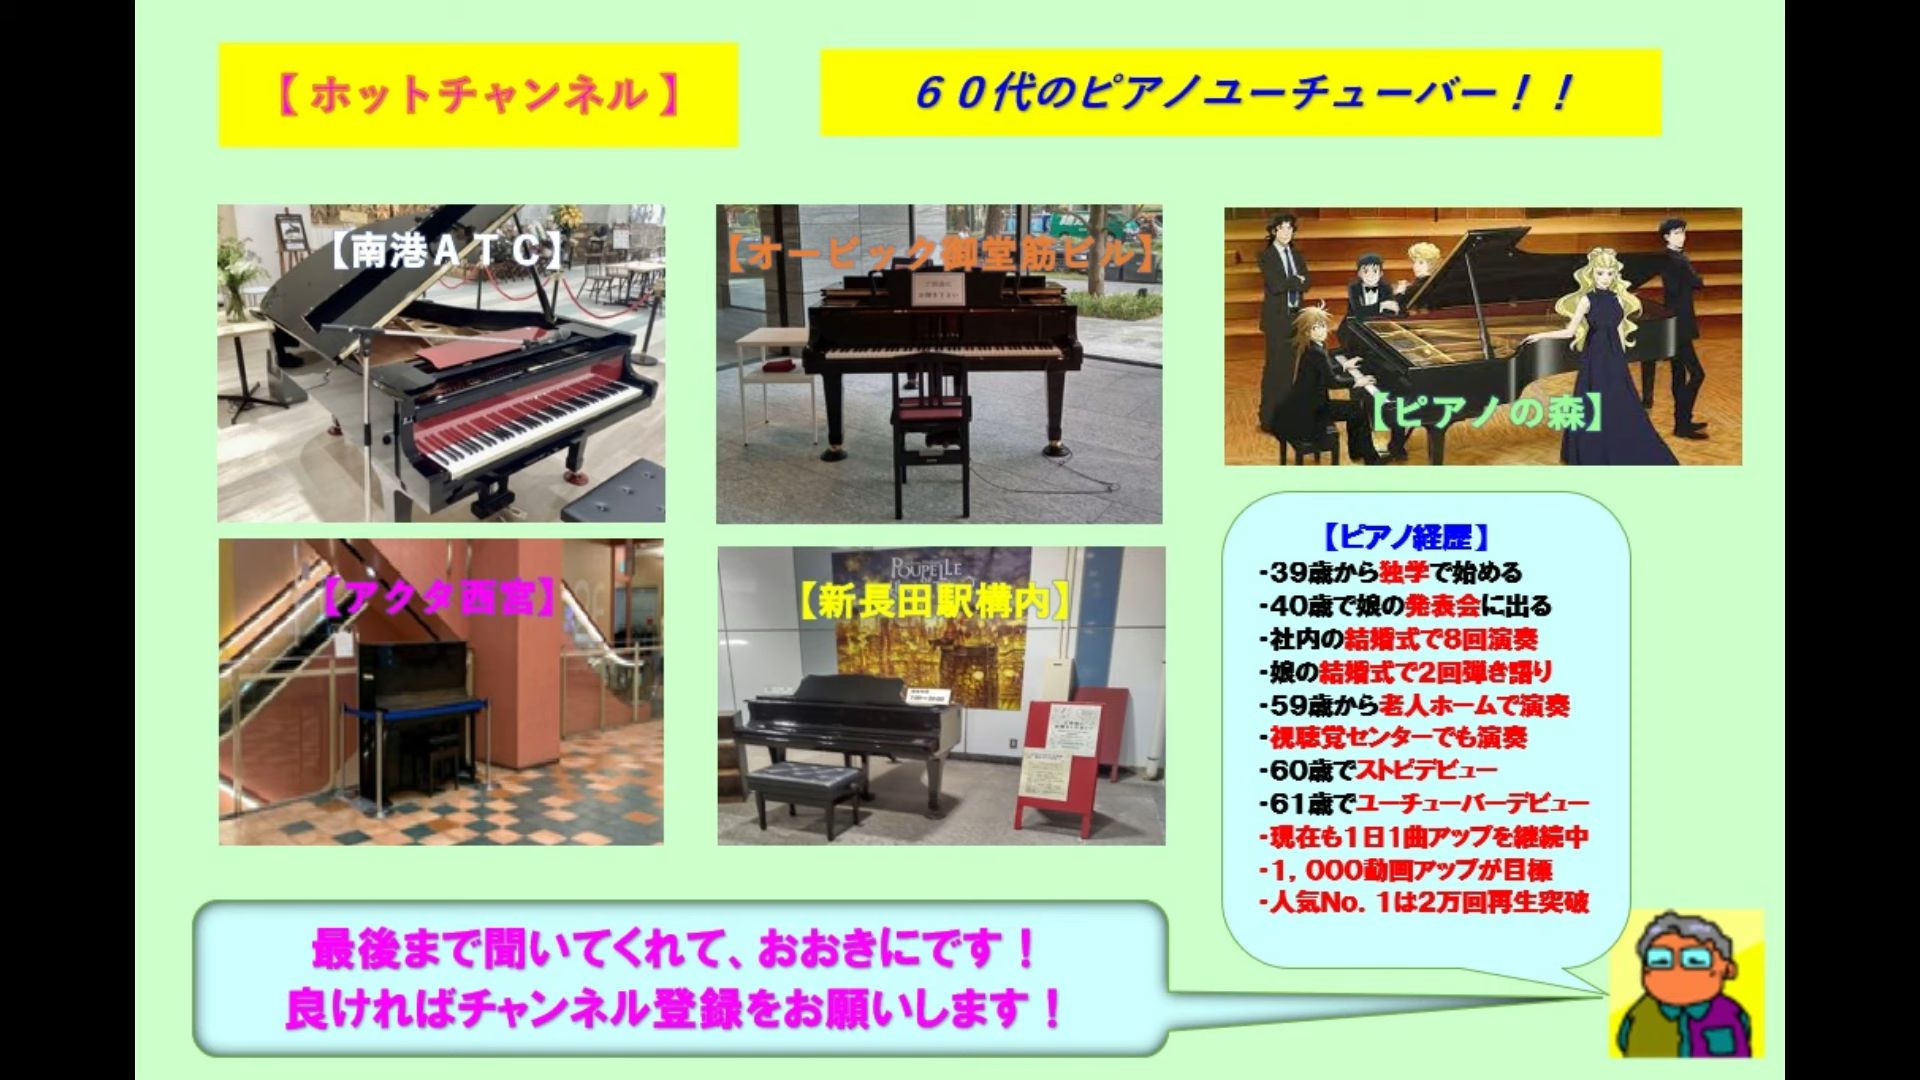 【ホットチャンネル】
６０代のピアノユーチューバー！！
【南港ＡＴＣ】
【オービック御堂筋ビル】
【ピアノの森】
【アクタ西宮】
POUPELLE
【新長田駅構内】
【ピアノ経歴】
・39歳から独学で始める
・40歳で娘の発表会に出る
・社内の結婚式で8回演奏
・娘の結婚式で2回弾き語り
・59歳から老人ホームで演奏
・視聴覚センターでも演奏
・60歳でストピデビュー
・61歳でユーチューバーデビュー
・現在も1日1曲アップを継続中
・1，000動画アップが目標
・人気No．1は2万回再生突破
最後まで聞いてくれて、おおきにです！
良ければチャンネル登録をお願いします！